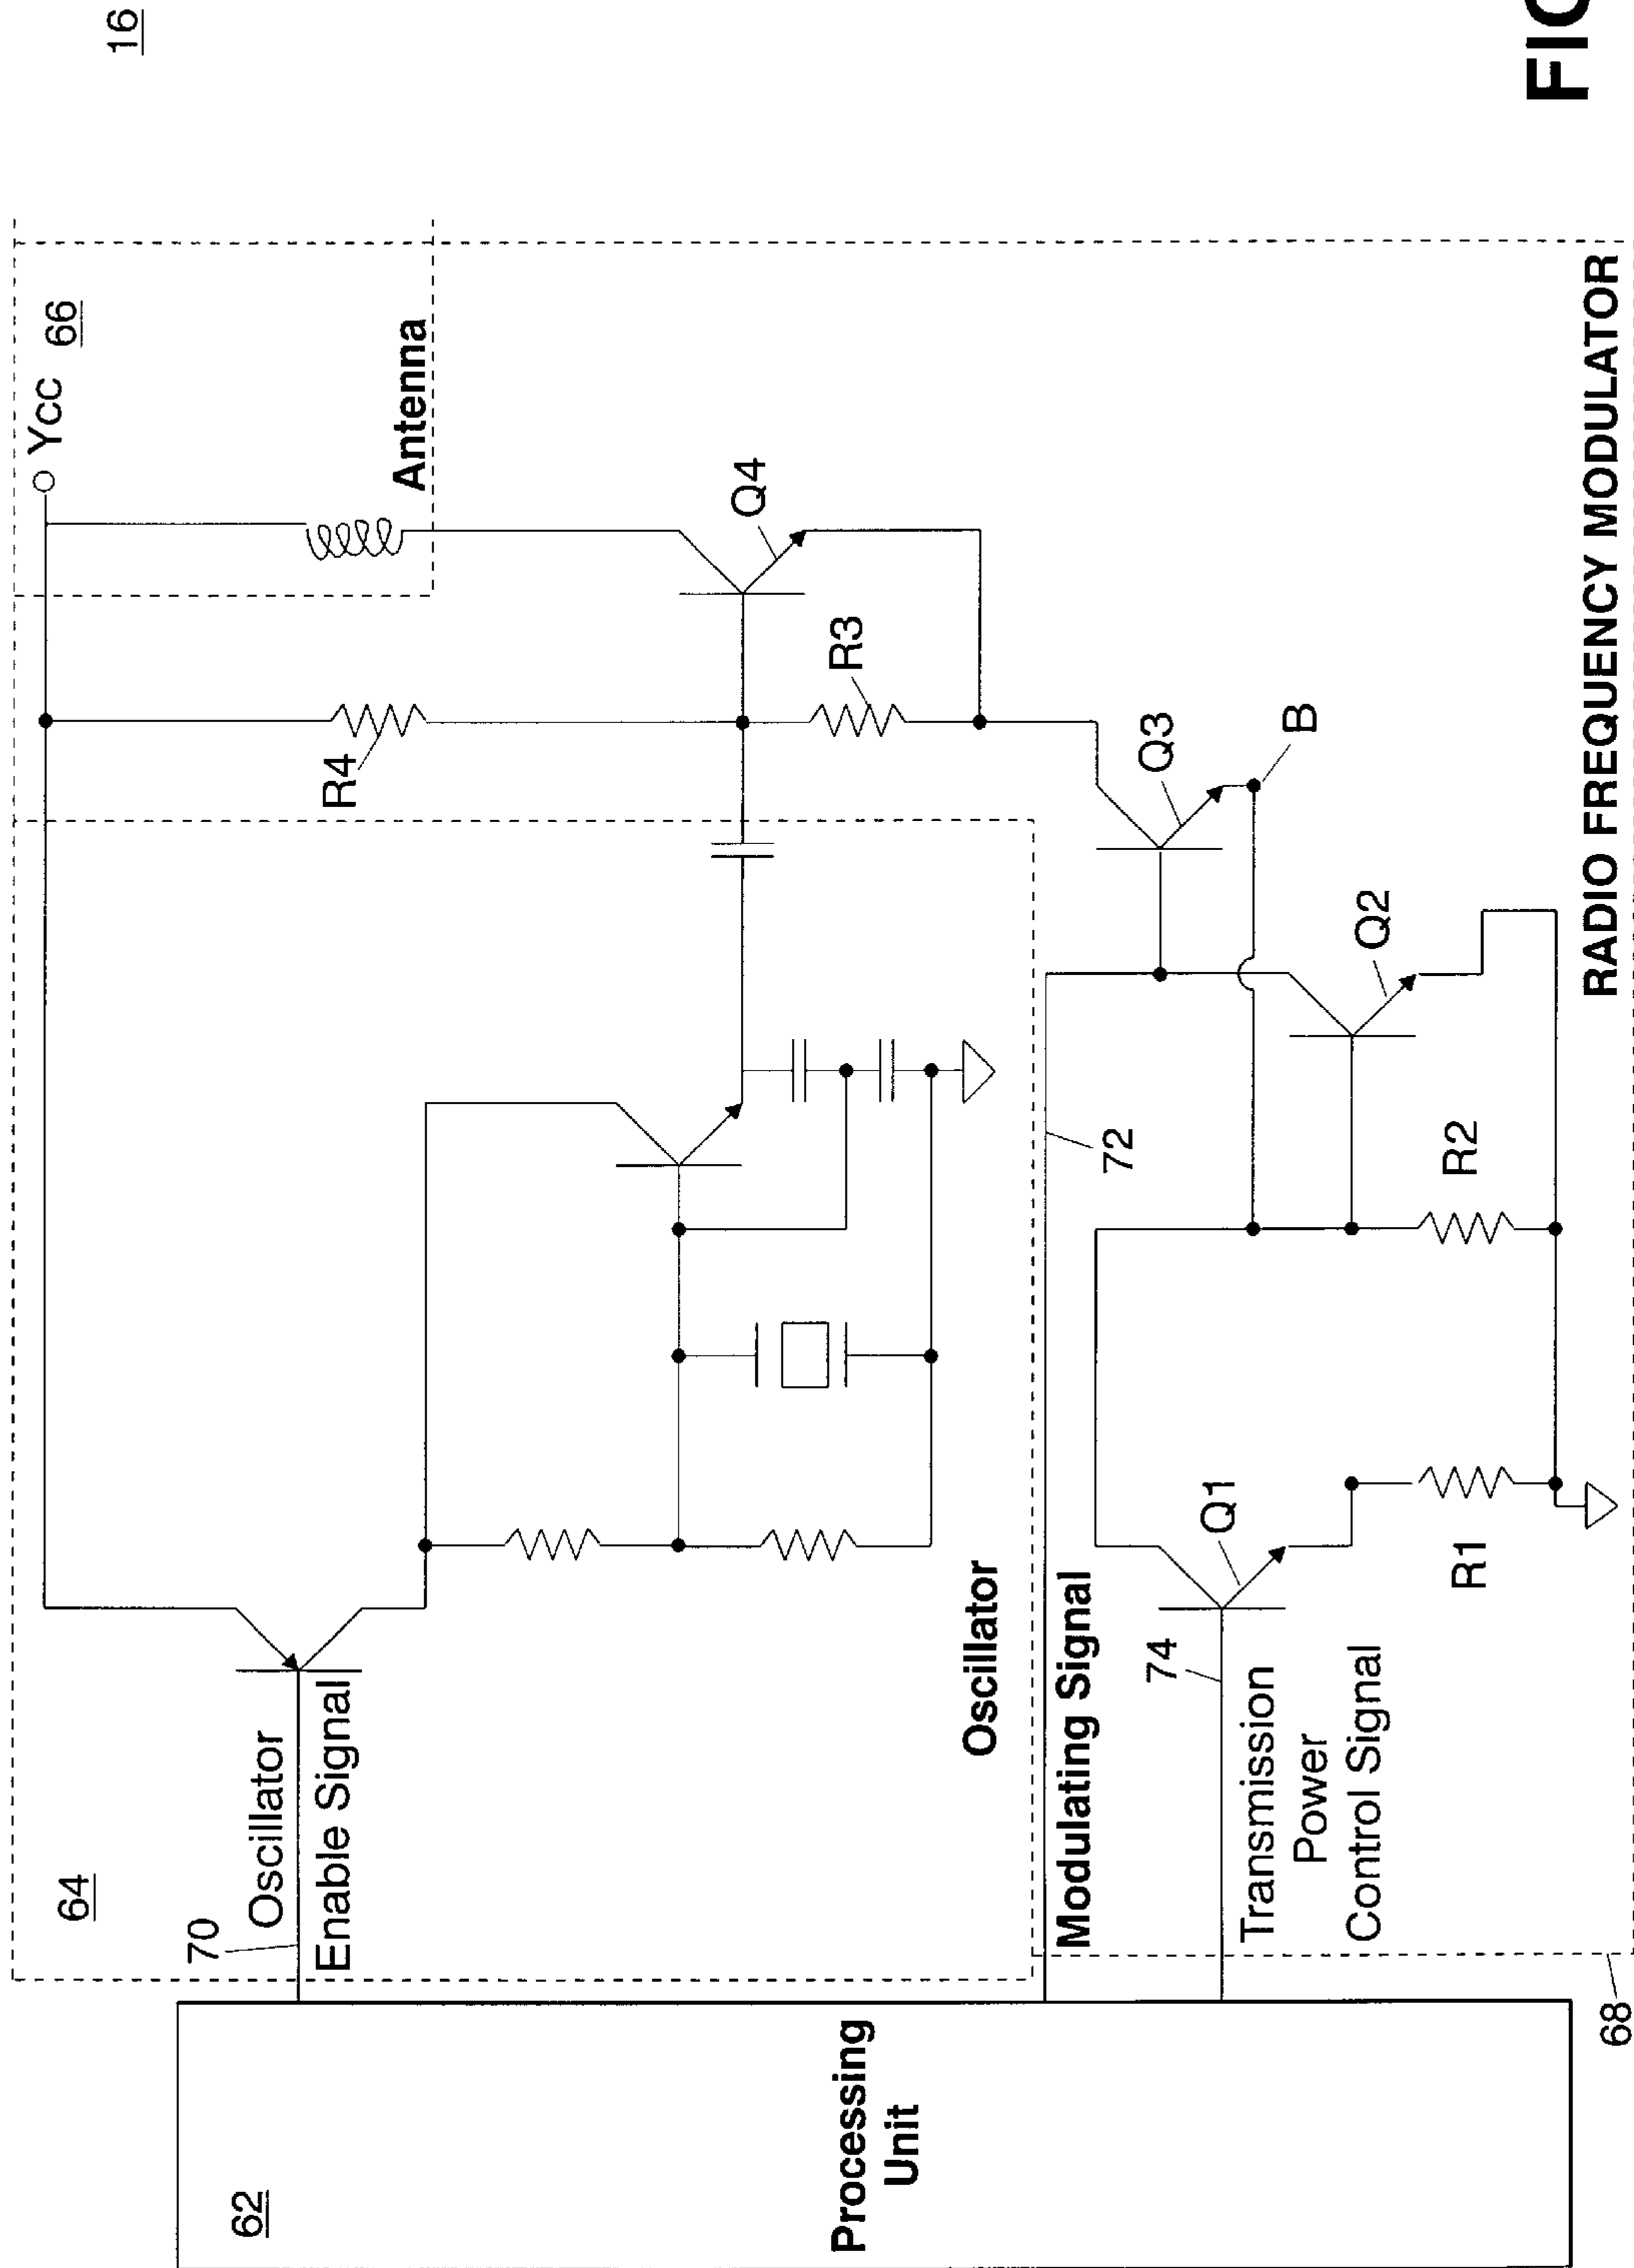 16
66
Ycc
Antenna
Q4
R3
R4
64
70
Oscillator
Enable Signal
Oscillator
Q3
B
Q2
72
R2
Modulating Signal
74
Q1
R1
Transmission
Power
Control Signal
RADIO FREQUENCY MODULATOR
68
62
Processing
Unit